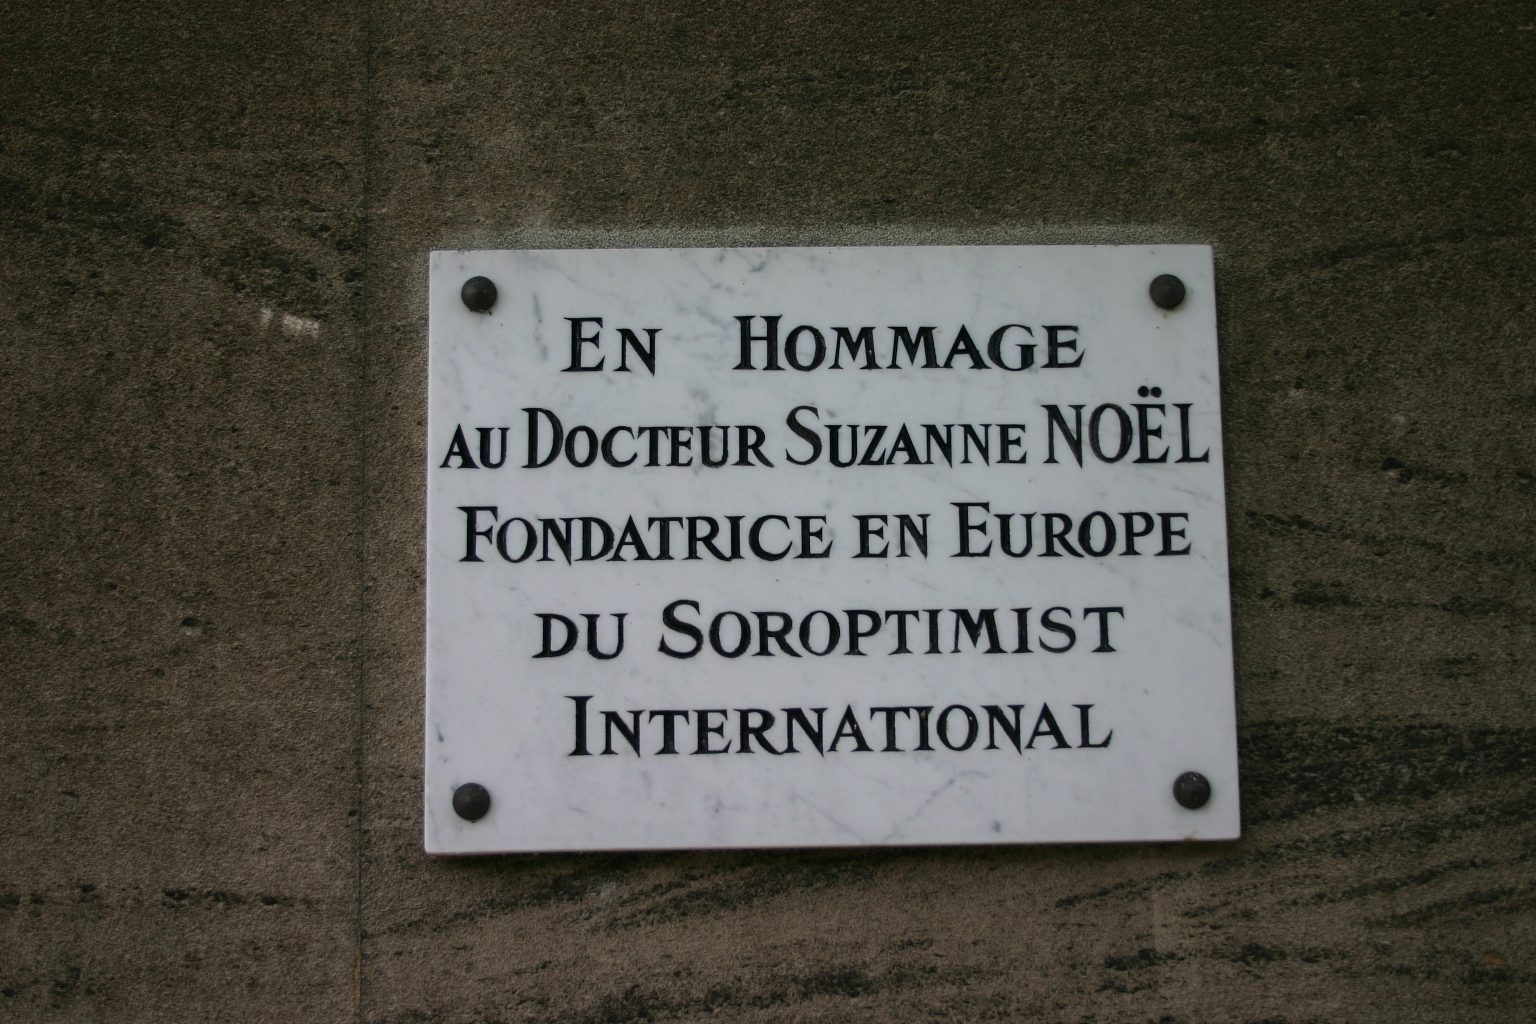 En Hommage
au Docteur Suzanne NOËL
Fondatrice en Europe
du Soroptimist
International